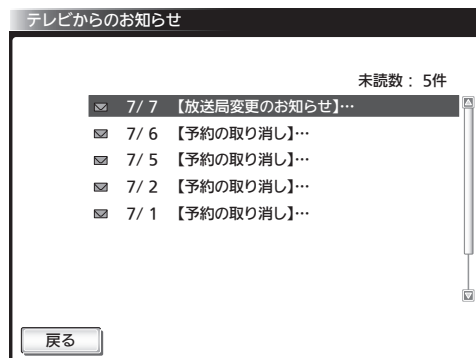 テレビからのお知らせ
未読数： 5件
7/ 7 【放送局変更のお知らせ】…
7/ 6 【予約の取り消し】…
7/ 5 【予約の取り消し】…
7/ 2 【予約の取り消し】…
7/ 1 【予約の取り消し】…
戻る